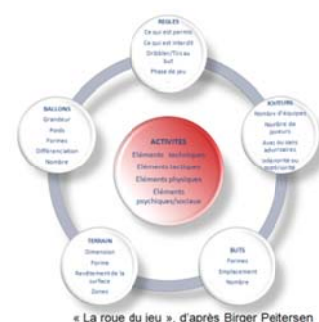 REGLES
Ce qui est permis
Ce qui est interdit
Dribbler/Tirs au
but
Phase de jeu
JOUEURS
Nombre d'équipes
Nombre de
joueurs
Avec ou sans
adversaires
Infériorité ou
supériorité
BUTS
Formes
Emplacement
Nombre
TERRAIN
Dimension
Forme
Revêtement de la
surface
Zones
BALLONS
Grandeur
Poids
Formes
Différenciation
Nombre
ACTIVITES
Eléments techniques
Eléments tactiques
Eléments physiques
Eléments
psychiques/sociaux
« La roue du jeu », d'après Birger Peitersen